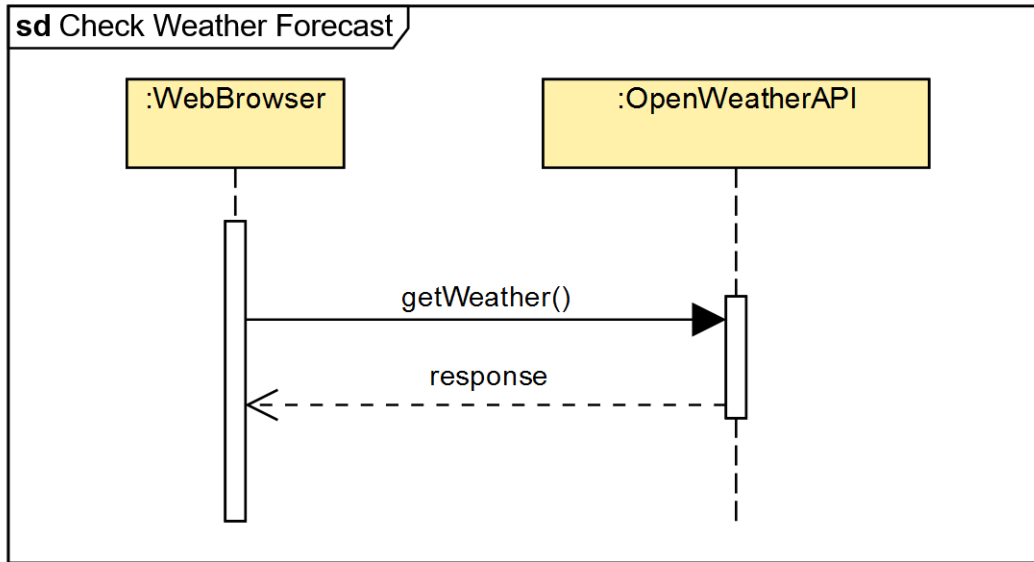 sd Check Weather Forecast
:WebBrowser
:OpenWeatherAPI
getWeather()
response